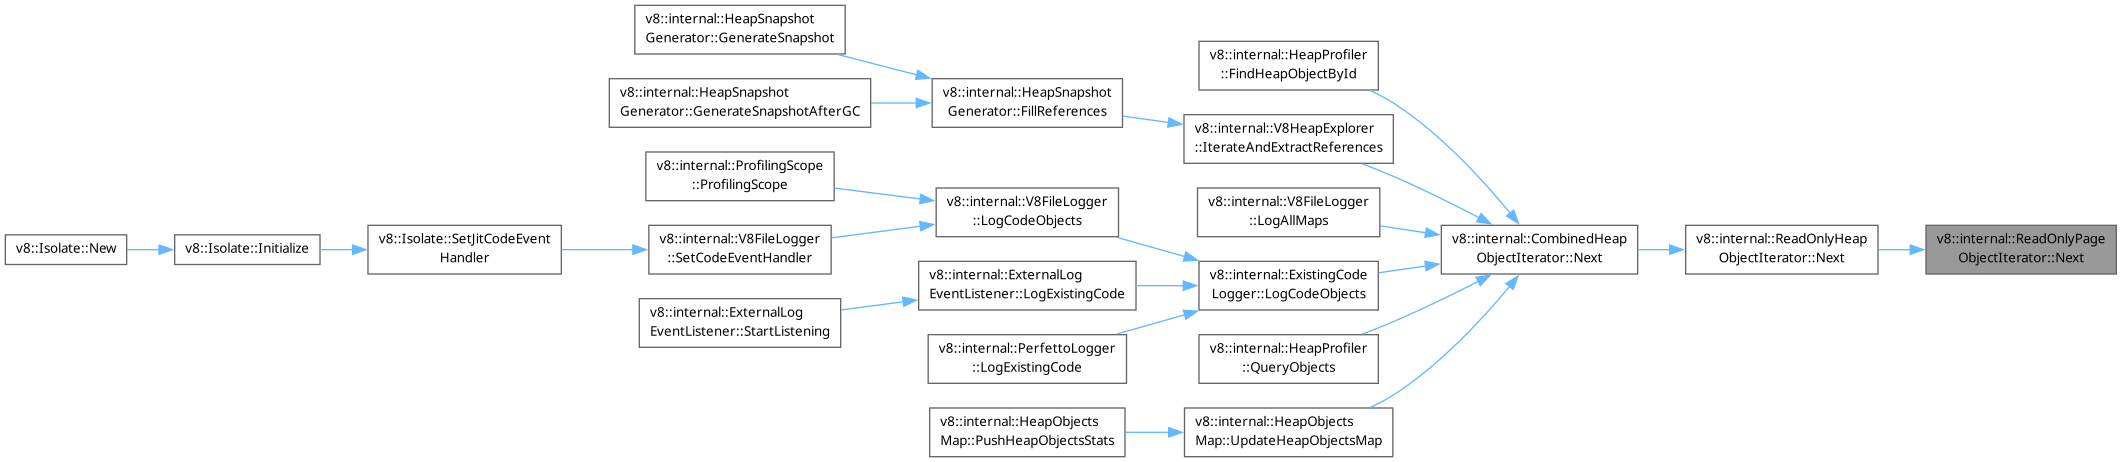 v8::internal::HeapSnapshot
Generator::GenerateSnapshot
v8::internal::HeapSnapshot
Generator::GenerateSnapshotAfterGC
v8::internal::HeapSnapshot
Generator::FillReferences
v8::internal::HeapProfiler
::FindHeapObjectById
v8::internal::V8HeapExplorer
::IterateAndExtractReferences
v8::internal::ProfilingScope
::ProfilingScope
v8::internal::V8FileLogger
::LogCodeObjects
v8::internal::V8FileLogger
::LogAllMaps
v8::Isolate::New
v8::Isolate::Initialize
v8::Isolate::SetJitCodeEvent
Handler
v8::internal::V8FileLogger
::SetCodeEventHandler
v8::internal::CombinedHeap
ObjectIterator::Next
v8::internal::ReadOnlyHeap
ObjectIterator::Next
v8::internal::ReadOnlyPage
ObjectIterator::Next
v8::internal::ExternalLog
EventListener::LogExistingCode
v8::internal::ExistingCode
Logger::LogCodeObjects
v8::internal::ExternalLog
EventListener::StartListening
v8::internal::PerfettoLogger
::LogExistingCode
v8::internal::HeapProfiler
::QueryObjects
v8::internal::HeapObjects
Map::PushHeapObjectsStats
v8::internal::HeapObjects
Map::UpdateHeapObjectsMap